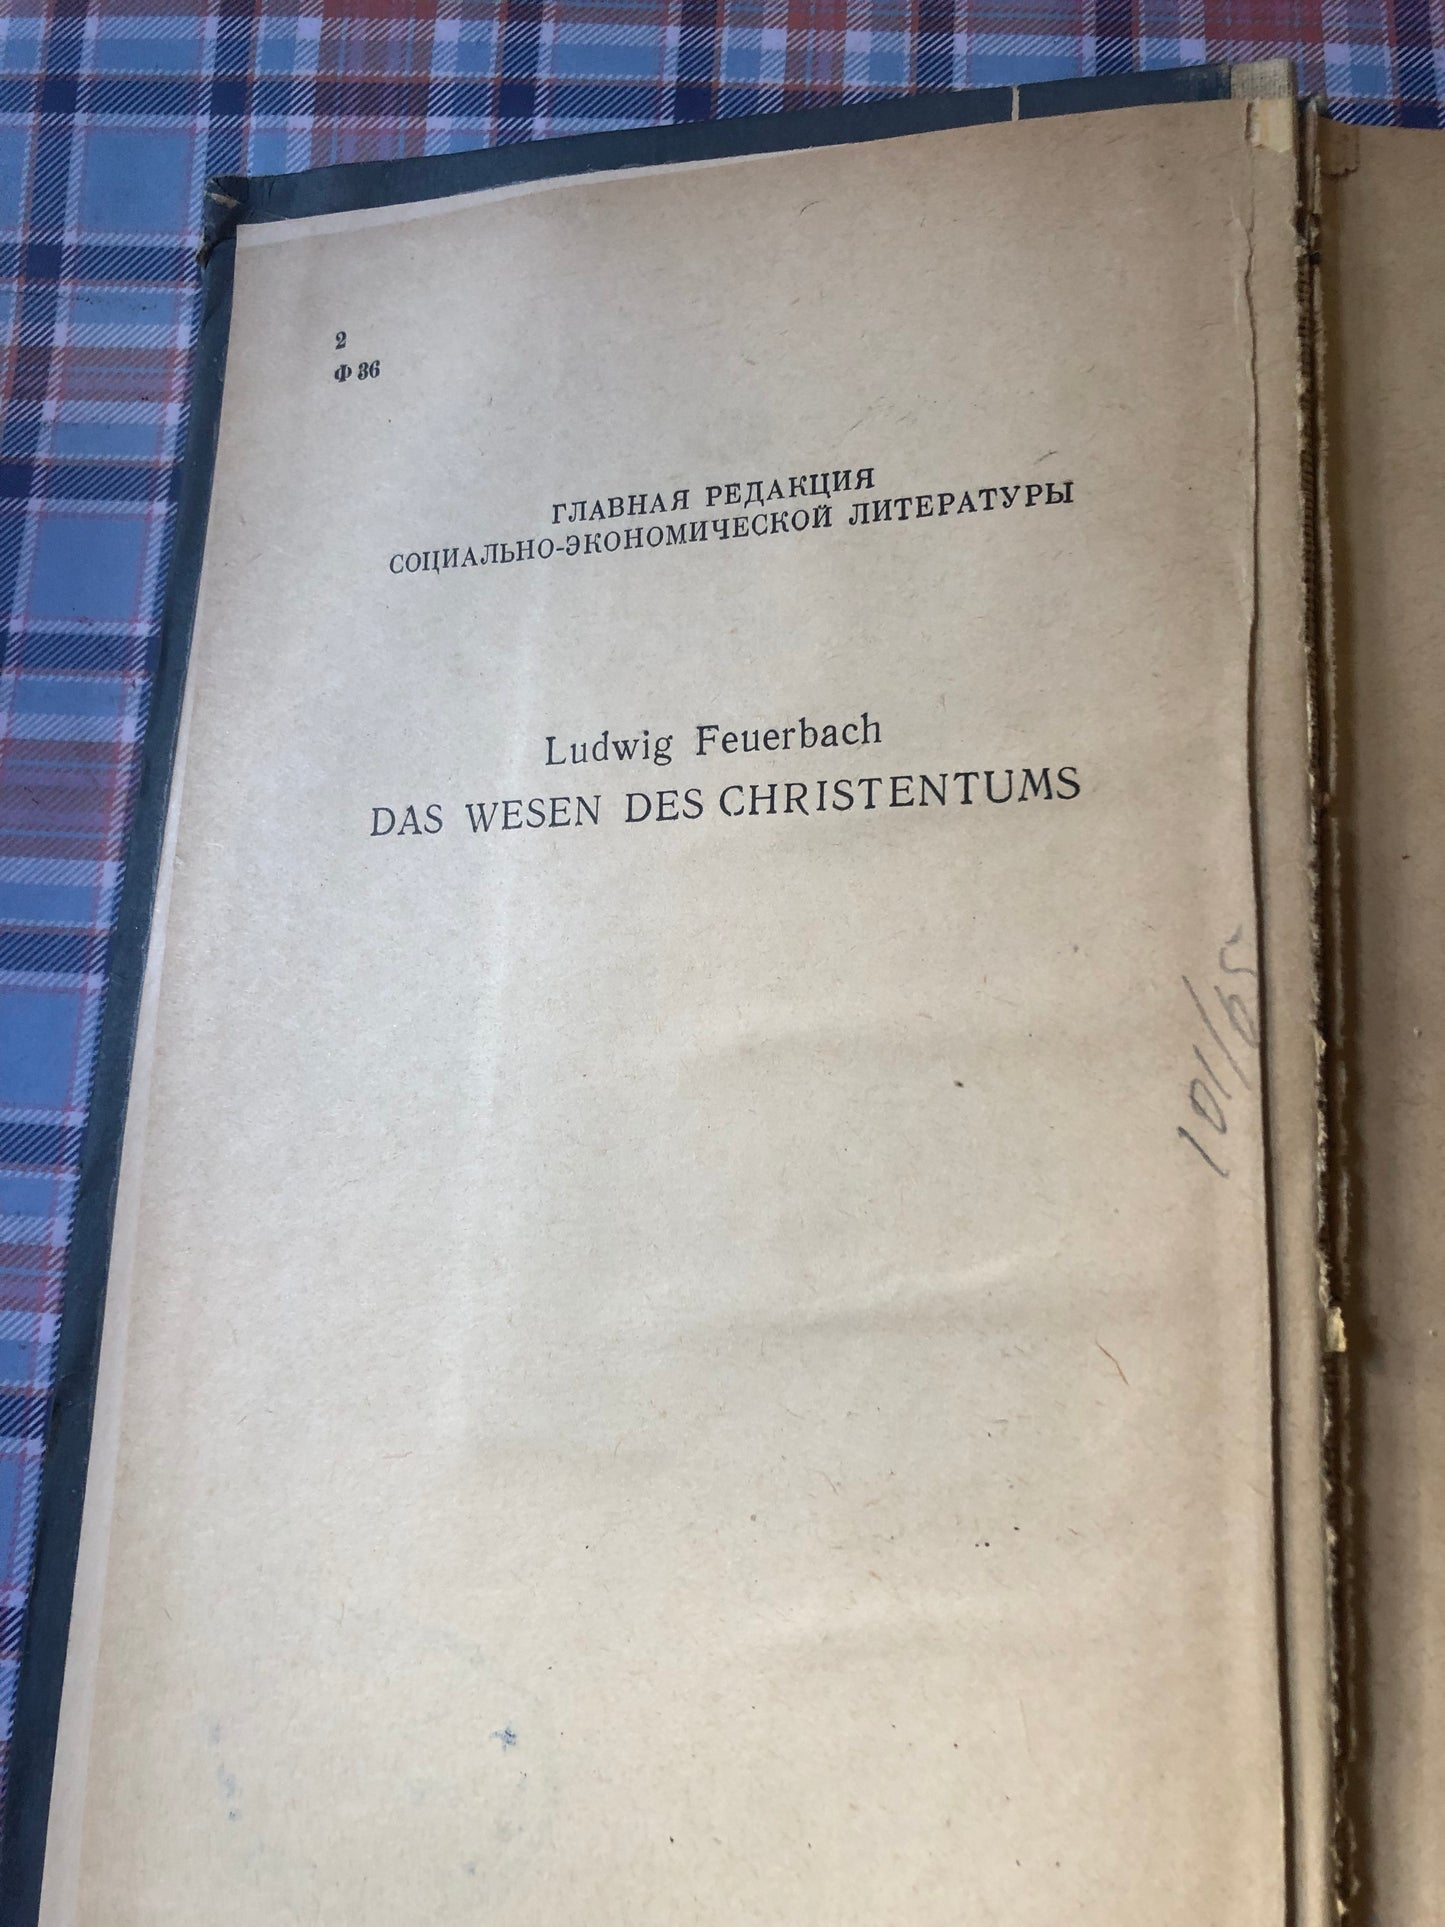 2
Ф 36
ГЛАВНАЯ РЕДАКЦИЯ
СОЦИАЛЬНО-ЭКОНОМИЧЕСКОЙ ЛИТЕРАТУРЫ
Ludwig Feuerbach
DAS WESEN DES CHRISTENTUMS
101/65